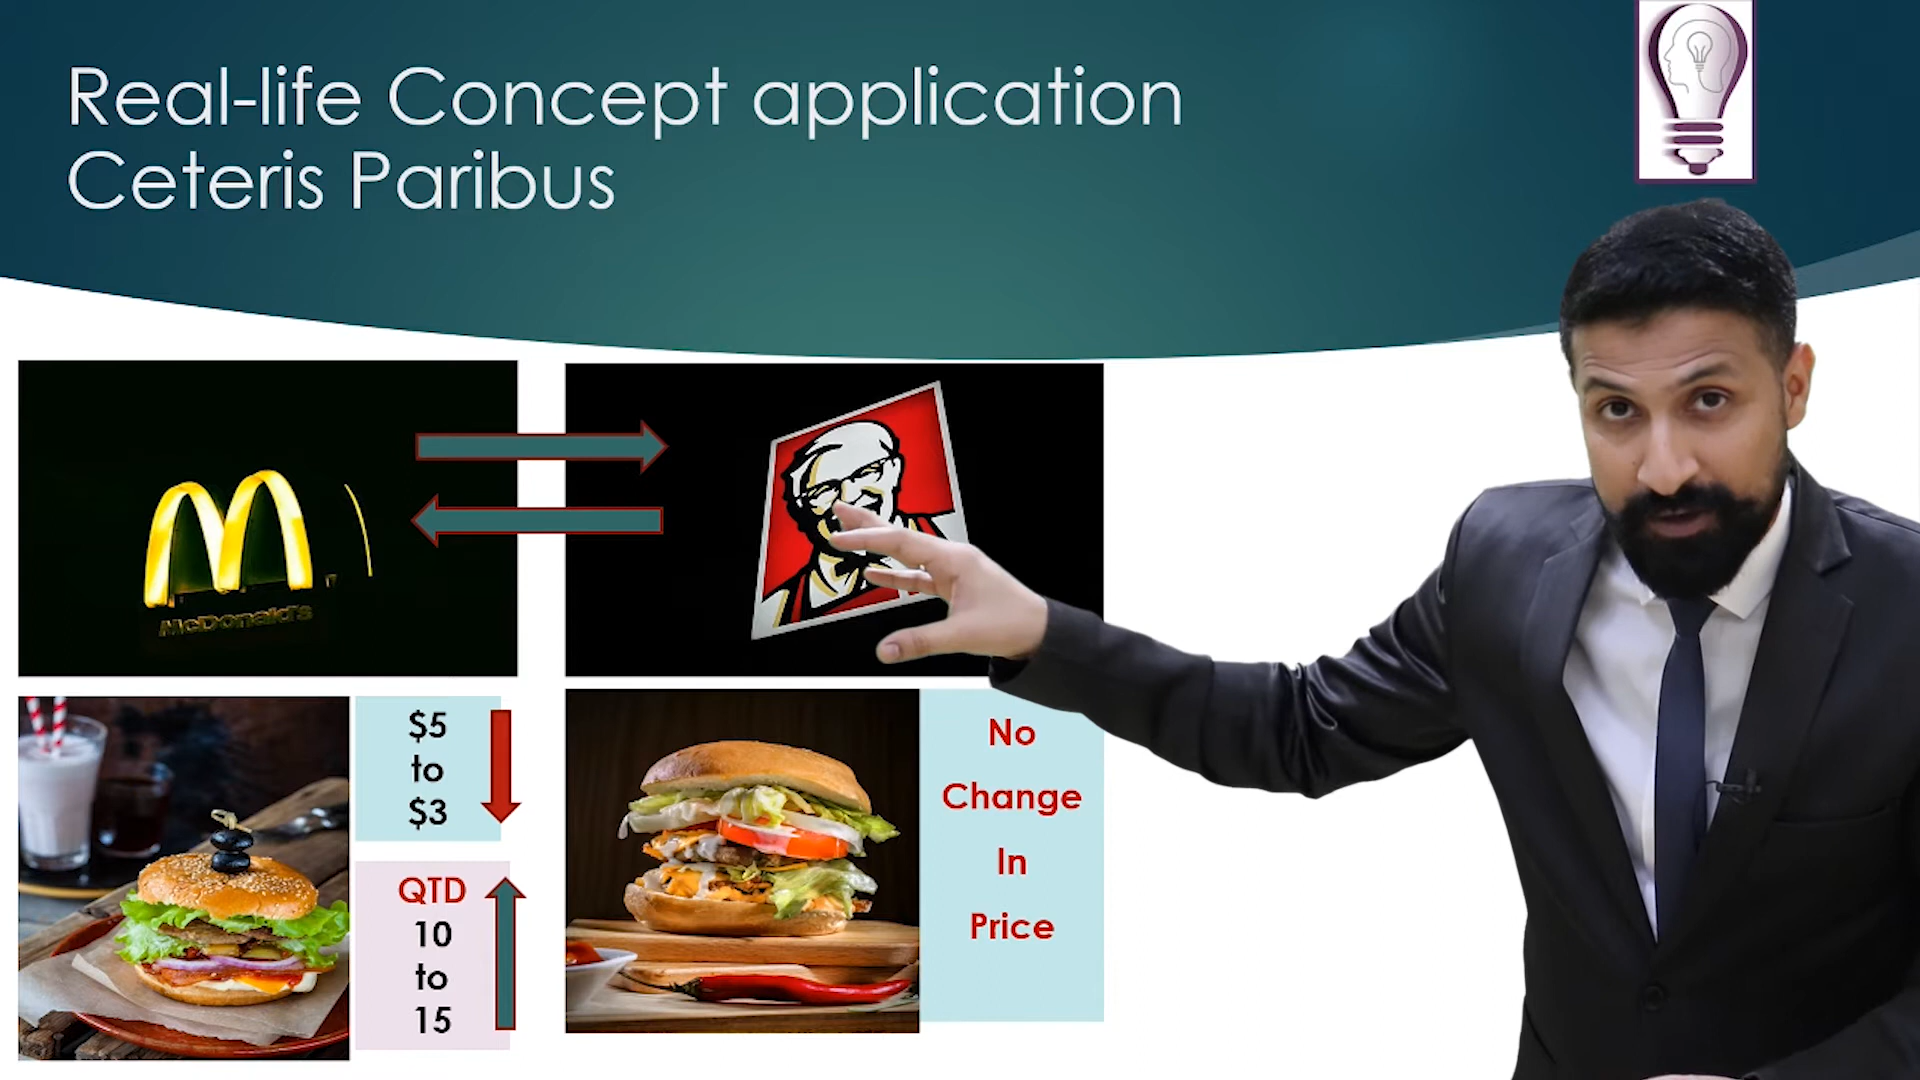 Real-life Concept application
Ceteris Paribus
McDonald's
$5
to
$3
QTD
10
to
15
No
Change
In
Price